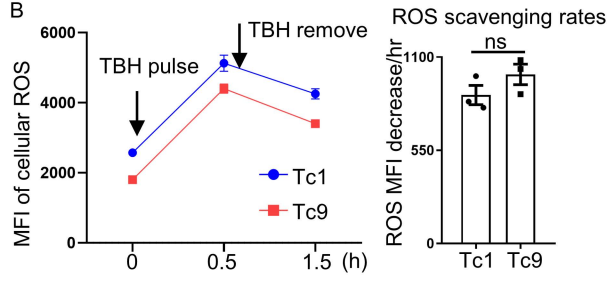 B
TBH remove
TBH pulse
MFI of cellular ROS
6000
4000
2000
0
0 0.5 1.5 (h)
Tc1
Tc9
ROS scavenging rates
ns
ROS MFI decrease/hr
1100
550
0
Tc1 Tc9